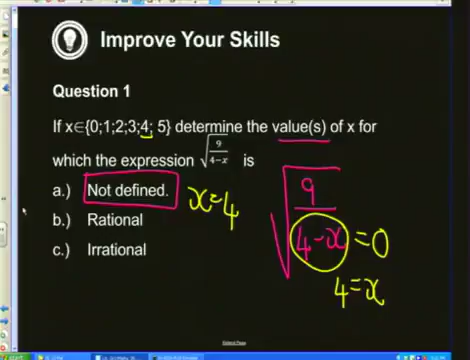 Improve Your Skills
Question 1
If x∈{0;1;2;3;4; 5} determine the value(s) of x for
which the expression √(9/(4−x)) is
a.) Not defined.
x=4
b.) Rational
c.) Irrational
√(9/(4−x))
4−x=0
4=x